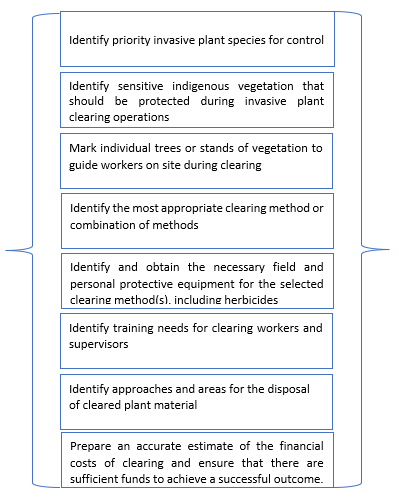 Identify priority invasive plant species for control
Identify sensitive indigenous vegetation that
should be protected during invasive plant
clearing operations
Mark individual trees or stands of vegetation to
guide workers on site during clearing
Identify the most appropriate clearing method or
combination of methods
Identify and obtain the necessary field and
personal protective equipment for the selected
clearing method(s), including herbicides
Identify training needs for clearing workers and
supervisors
Identify approaches and areas for the disposal
of cleared plant material
Prepare an accurate estimate of the financial
costs of clearing and ensure that there are
sufficient funds to achieve a successful outcome.